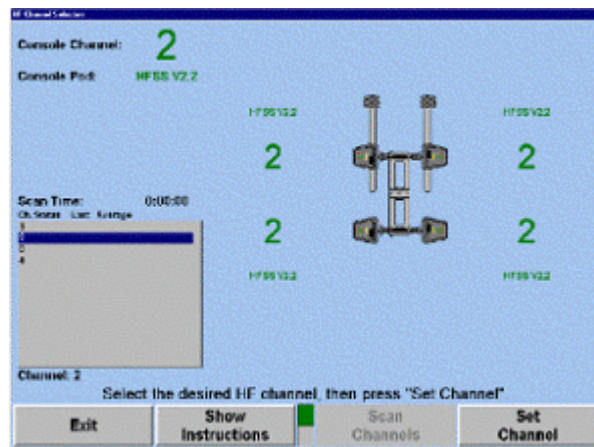 HF Channel Selection
Console Channel: 2
Console Pod: HFSS V2.2
HFSS V2.2 HFSS V2.2
2 2
Scan Time: 0:00:00
Ch. Status Last Average
1
2
3
4
2 2
HFSS V2.2 HFSS V2.2
Channel: 2
Select the desired HF channel, then press "Set Channel"
Exit
Show
Instructions
Scan
Channels
Set
Channel